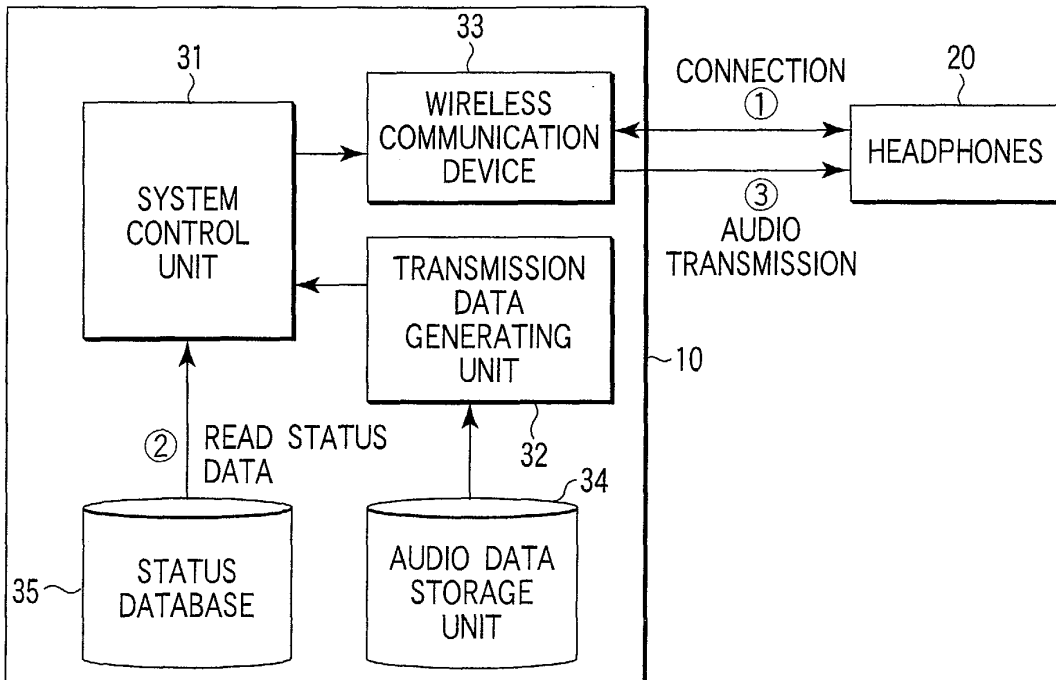 33
31
WIRELESS
COMMUNICATION
DEVICE
CONNECTION
①
20
HEADPHONES
③
AUDIO
TRANSMISSION
SYSTEM
CONTROL
UNIT
TRANSMISSION
DATA
GENERATING
UNIT
10
32
② READ STATUS
DATA
34
35
STATUS
DATABASE
AUDIO DATA
STORAGE
UNIT